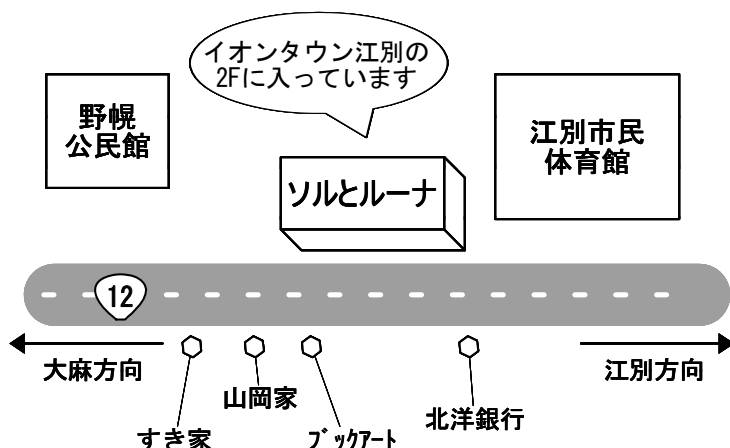 イオンタウン江別の
2Fに入っています
野幌
公民館
江別市民
体育館
ソルとルーナ
12
大麻方向
江別方向
山岡家
北洋銀行
すき家
ブックアート